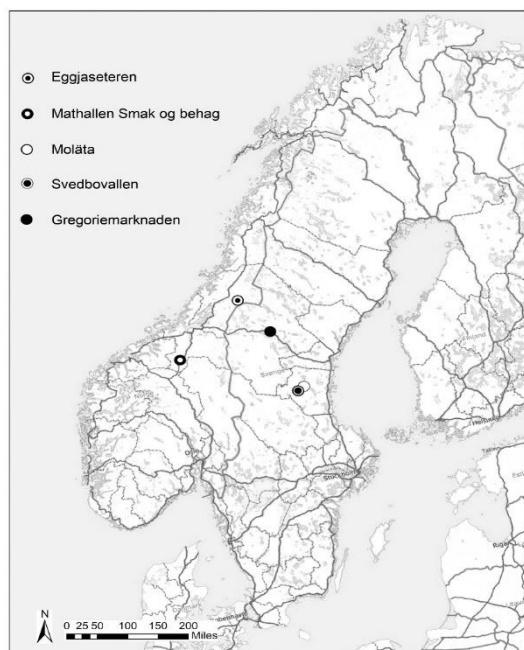 Eggjaseteren
Mathallen Smak og behag
Moläta
Svedbovallen
Gregoriemarknaden
N
0 25 50 100 150 200
Miles